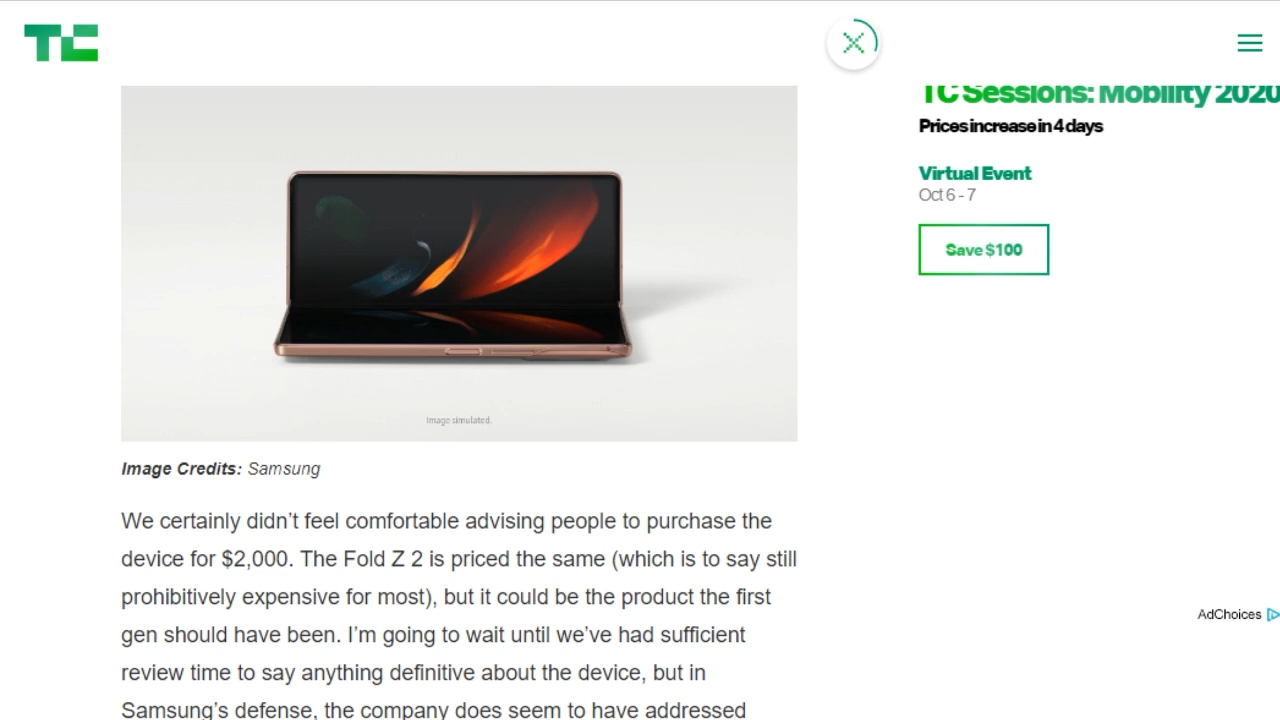 TC
TC Sessions: Mobility 2020
Prices increase in 4 days
Virtual Event
Oct 6 - 7
Save $100
Image simulated.
Image Credits: Samsung
We certainly didn’t feel comfortable advising people to purchase the
device for $2,000. The Fold Z 2 is priced the same (which is to say still
prohibitively expensive for most), but it could be the product the first
gen should have been. I’m going to wait until we’ve had sufficient
review time to say anything definitive about the device, but in
Samsung’s defense, the company does seem to have addressed
AdChoices